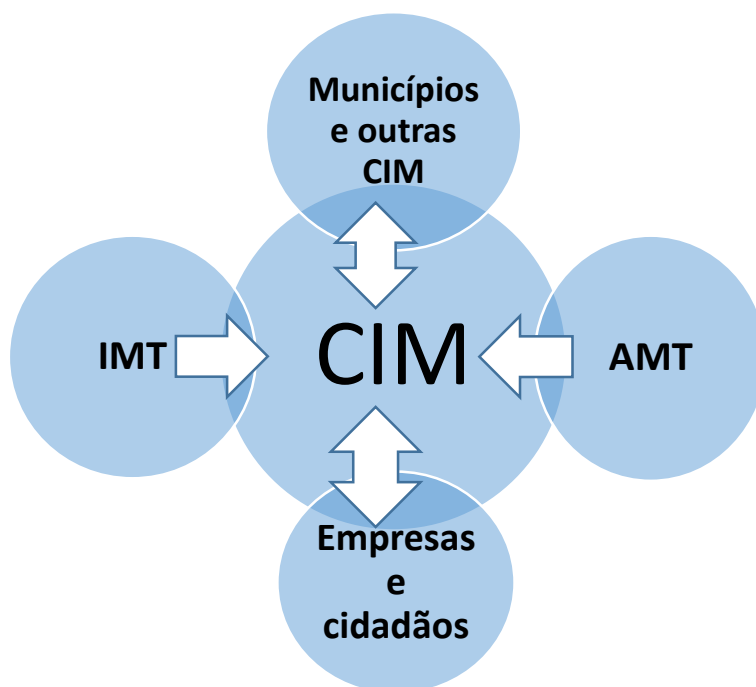 Municípios
e outras
CIM
IMT
CIM
AMT
Empresas
e
cidadãos